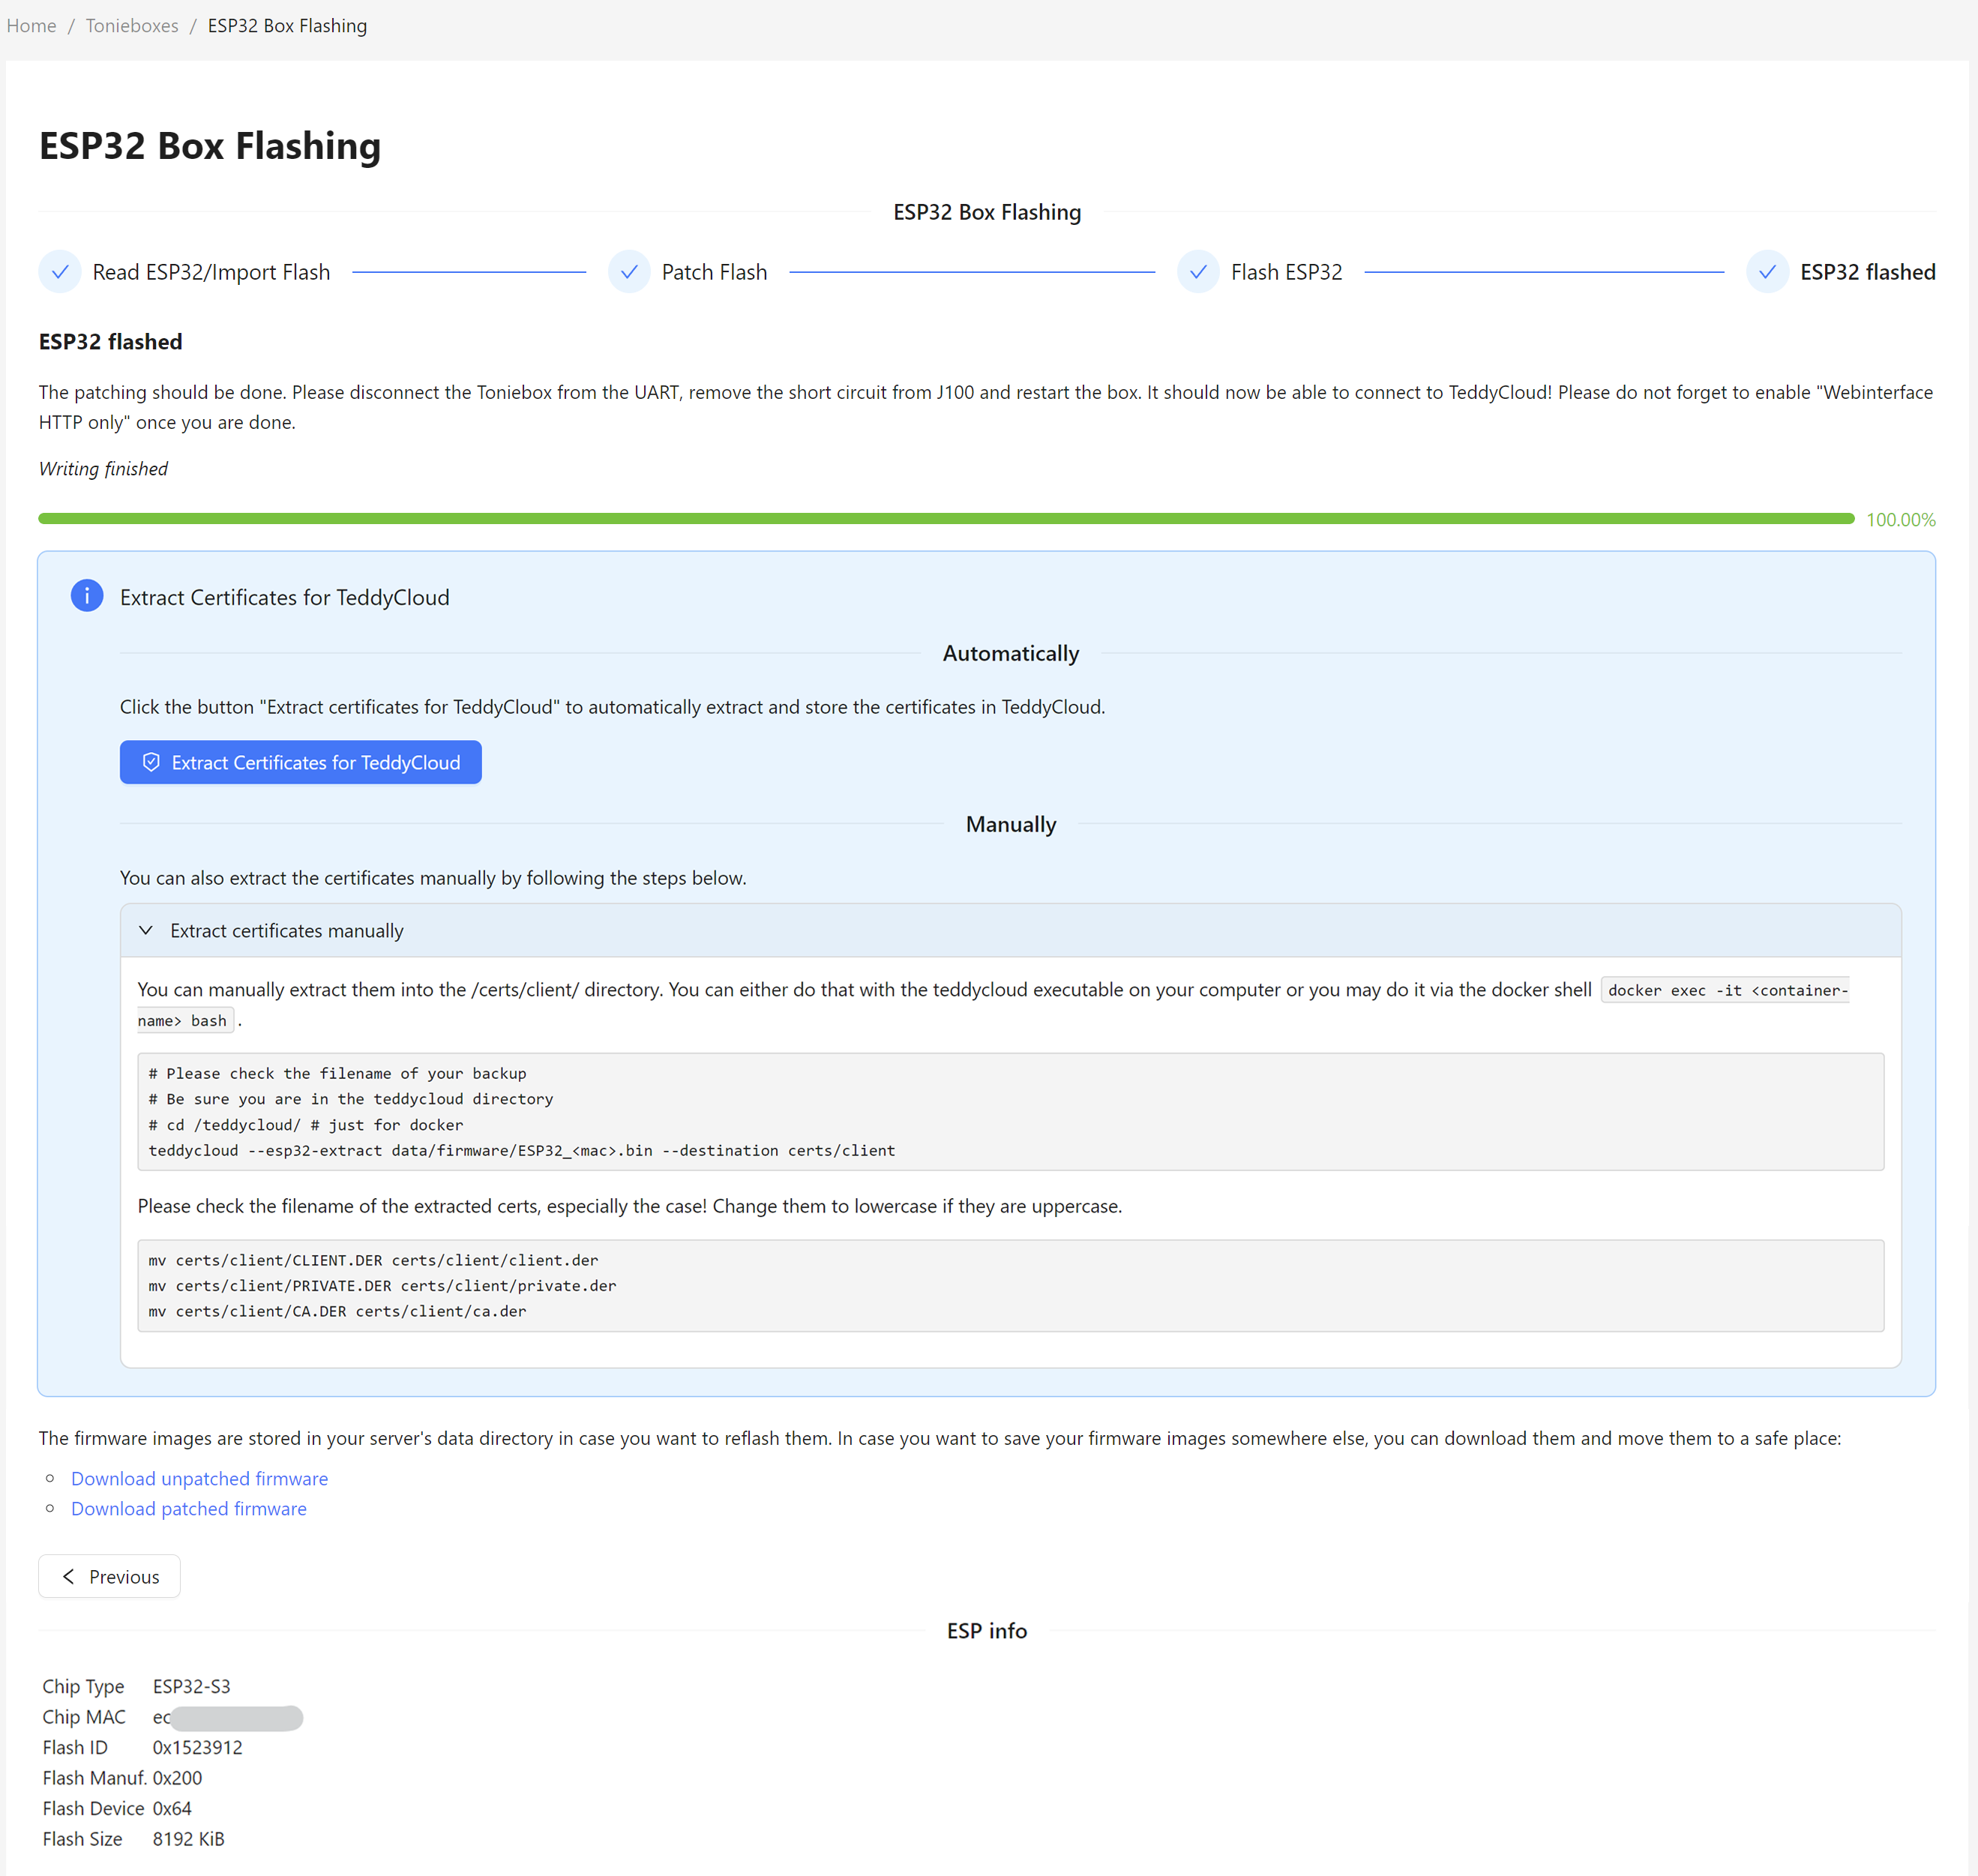 Home / Tonieboxes / ESP32 Box Flashing
ESP32 Box Flashing
ESP32 Box Flashing
Read ESP32/Import Flash
Patch Flash
Flash ESP32
ESP32 flashed
ESP32 flashed
The patching should be done. Please disconnect the Toniebox from the UART, remove the short circuit from J100 and restart the box. It should now be able to connect to TeddyCloud! Please do not forget to enable "Webinterface
HTTP only" once you are done.
Writing finished
100.00%
Extract Certificates for TeddyCloud
Automatically
Click the button "Extract certificates for TeddyCloud" to automatically extract and store the certificates in TeddyCloud.
Extract Certificates for TeddyCloud
Manually
You can also extract the certificates manually by following the steps below.
Extract certificates manually
You can manually extract them into the /certs/client/ directory. You can either do that with the teddycloud executable on your computer or you may do it via the docker shell docker exec -it <container-
name> bash .
# Please check the filename of your backup
# Be sure you are in the teddycloud directory
# cd /teddycloud/ # just for docker
teddycloud --esp32-extract data/firmware/ESP32_<mac>.bin --destination certs/client
Please check the filename of the extracted certs, especially the case! Change them to lowercase if they are uppercase.
mv certs/client/CLIENT.DER certs/client/client.der
mv certs/client/PRIVATE.DER certs/client/private.der
mv certs/client/CA.DER certs/client/ca.der
The firmware images are stored in your server's data directory in case you want to reflash them. In case you want to save your firmware images somewhere else, you can download them and move them to a safe place:
Download unpatched firmware
Download patched firmware
Previous
ESP info
Chip Type ESP32-S3
Chip MAC
Flash ID 0x1523912
Flash Manuf. 0x200
Flash Device 0x64
Flash Size 8192 KiB